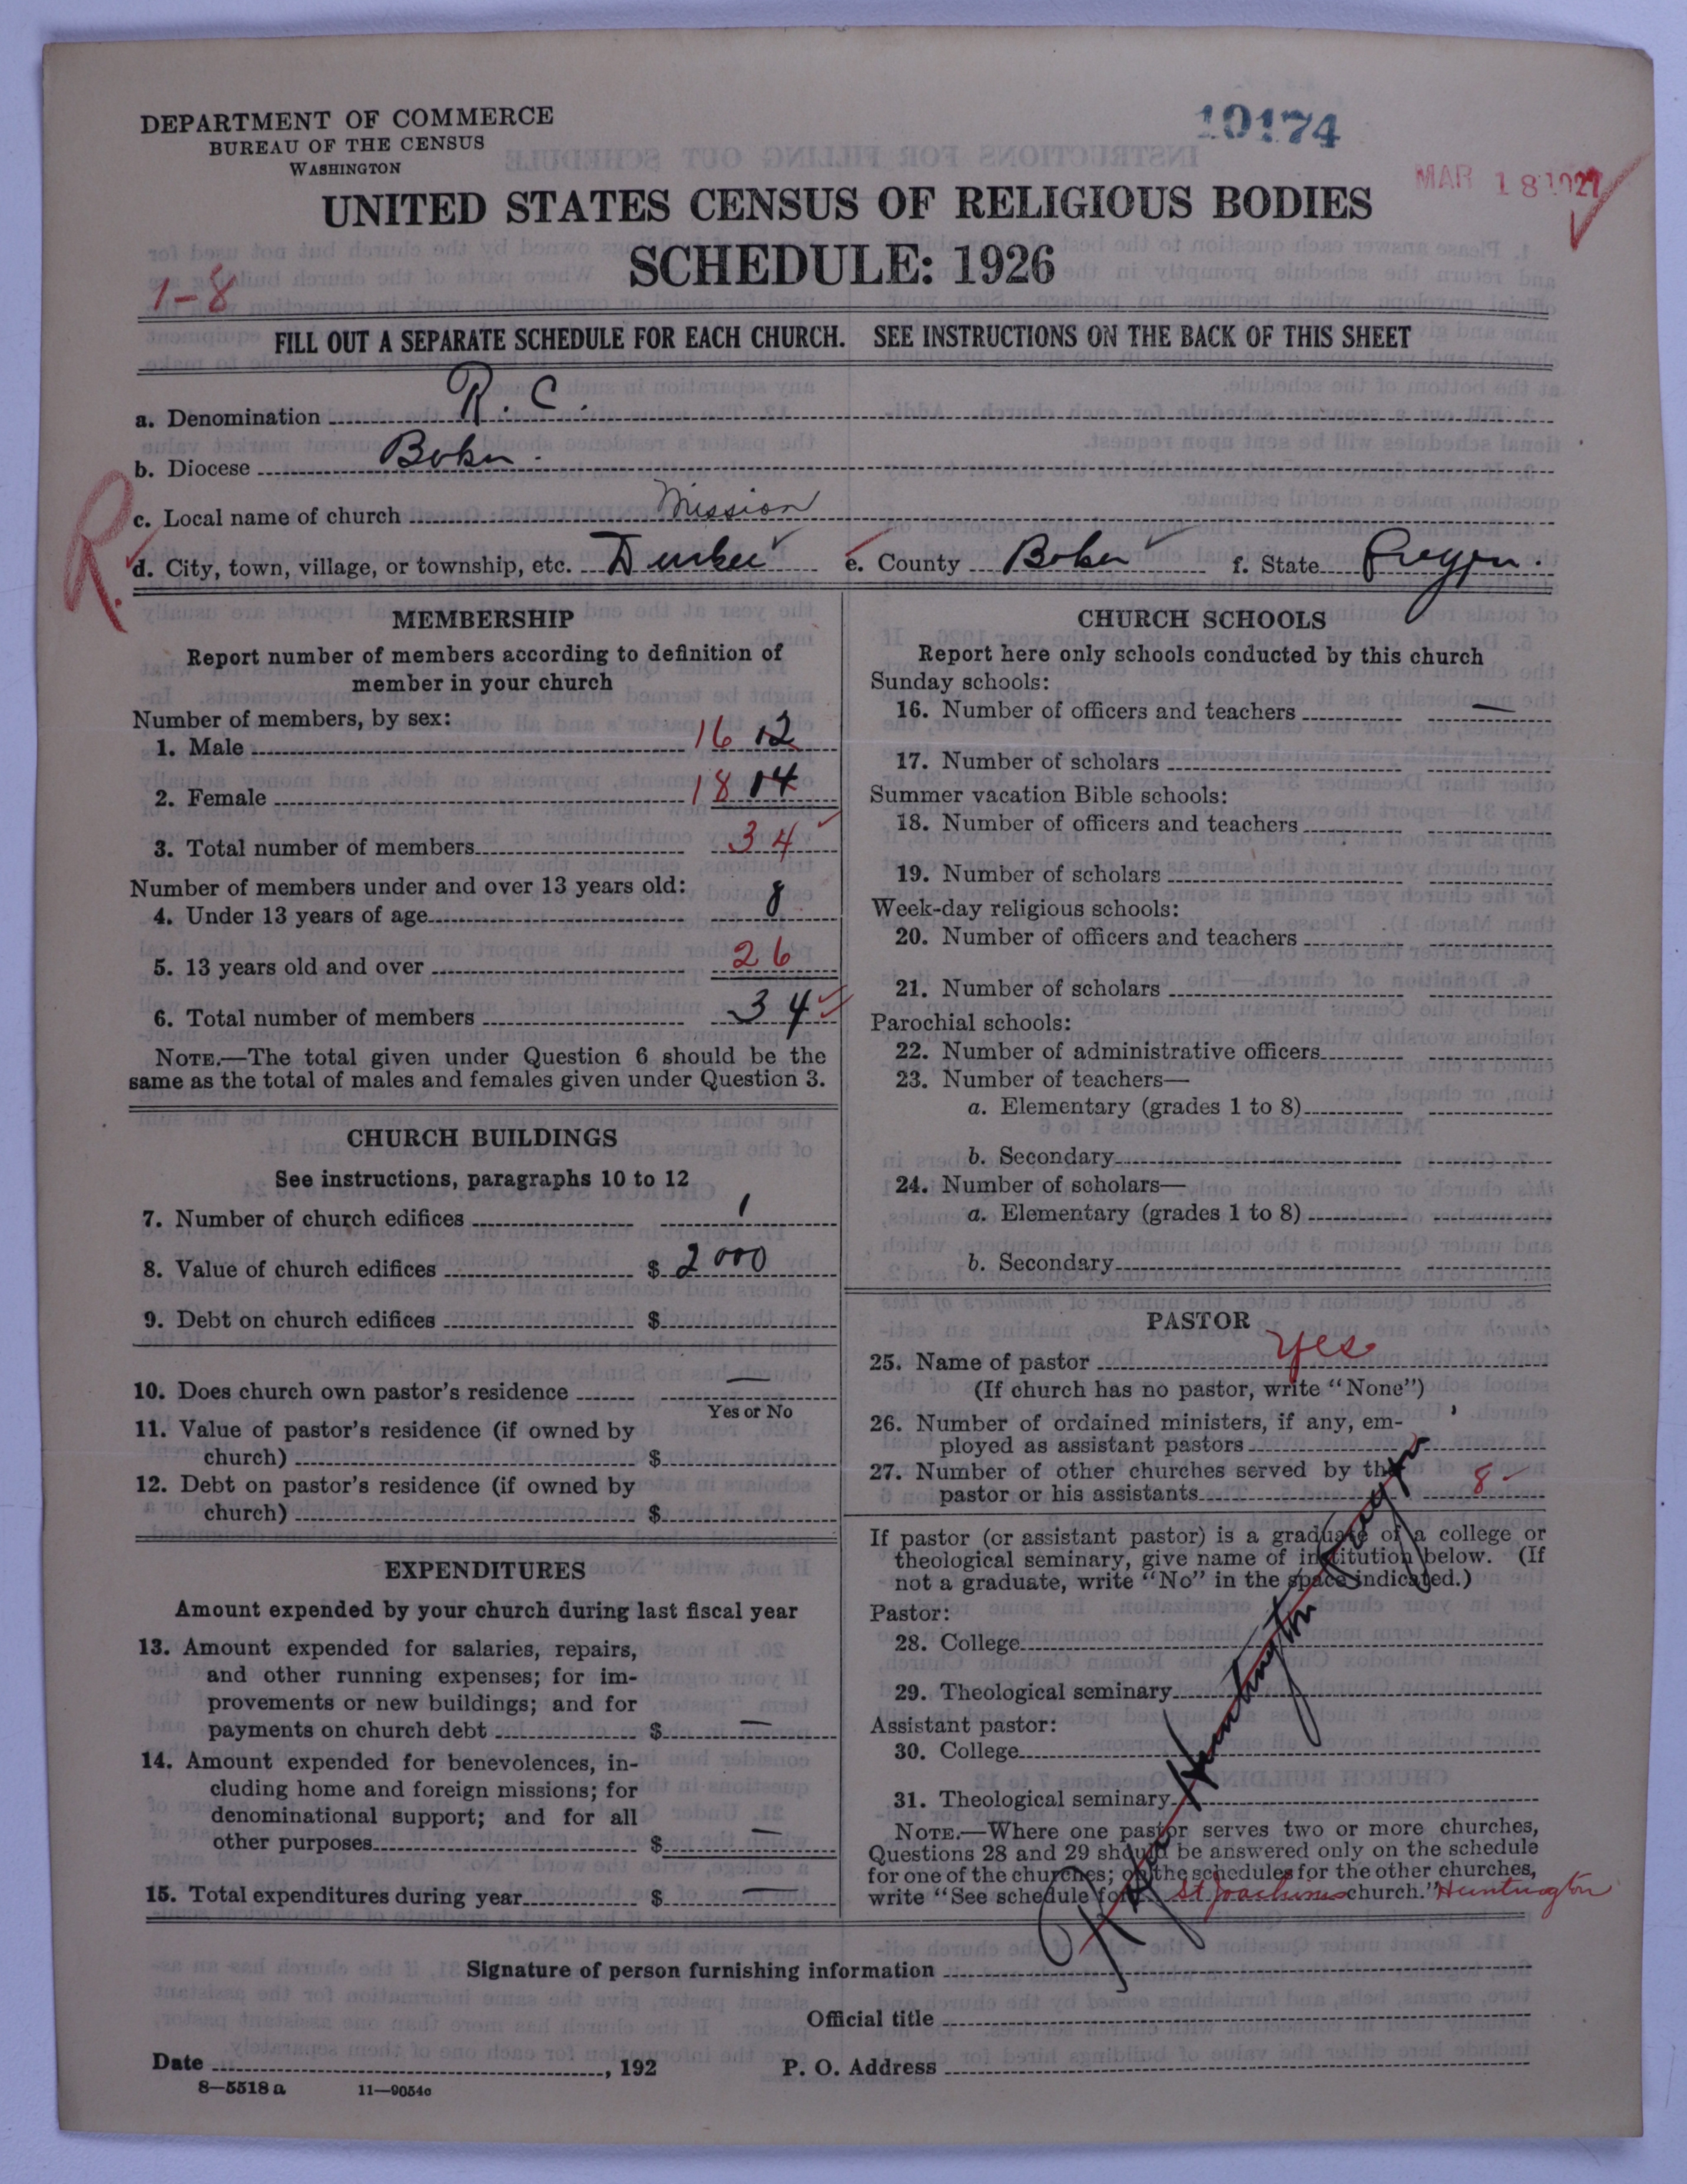 DEPARTMENT OF COMMERCE
BUREAU OF THE CENSUS
WASHINGTON
10174
MAR 18 1927
UNITED STATES CENSUS OF RELIGIOUS BODIES
SCHEDULE: 1926
1-8
FILL OUT A SEPARATE SCHEDULE FOR EACH CHURCH. SEE INSTRUCTIONS ON THE BACK OF THIS SHEET
a. Denomination R. C.
b. Diocese Baker.
c. Local name of church Mission
R.
d. City, town, village, or township, etc. Durkee e. County Baker f. State Oregon.
MEMBERSHIP
Report number of members according to definition of
member in your church
Number of members, by sex:
1. Male 16 12
2. Female 18 14
3. Total number of members 34
Number of members under and over 13 years old:
4. Under 13 years of age 8
5. 13 years old and over 26
6. Total number of members 34
NOTE.—The total given under Question 6 should be the
same as the total of males and females given under Question 3.
CHURCH BUILDINGS
See instructions, paragraphs 10 to 12
7. Number of church edifices 1
8. Value of church edifices $ 2000
9. Debt on church edifices $
10. Does church own pastor's residence —
Yes or No
11. Value of pastor's residence (if owned by
church) $
12. Debt on pastor's residence (if owned by
church) $
EXPENDITURES
Amount expended by your church during last fiscal year
13. Amount expended for salaries, repairs,
and other running expenses; for im-
provements or new buildings; and for
payments on church debt $ —
14. Amount expended for benevolences, in-
cluding home and foreign missions; for
denominational support; and for all
other purposes $ —
15. Total expenditures during year $ —
CHURCH SCHOOLS
Report here only schools conducted by this church
Sunday schools:
16. Number of officers and teachers —
17. Number of scholars
Summer vacation Bible schools:
18. Number of officers and teachers
19. Number of scholars
Week-day religious schools:
20. Number of officers and teachers
21. Number of scholars
Parochial schools:
22. Number of administrative officers
23. Number of teachers—
a. Elementary (grades 1 to 8)
b. Secondary
24. Number of scholars—
a. Elementary (grades 1 to 8)
b. Secondary
PASTOR
25. Name of pastor Yes
(If church has no pastor, write "None")
26. Number of ordained ministers, if any, em-
ployed as assistant pastors
27. Number of other churches served by the
pastor or his assistants 8
If pastor (or assistant pastor) is a graduate of a college or
theological seminary, give name of institution below. (If
not a graduate, write "No" in the space indicated.)
Pastor:
28. College
29. Theological seminary
Assistant pastor:
30. College
31. Theological seminary
Huntington
NOTE.—Where one pastor serves two or more churches,
Questions 28 and 29 should be answered only on the schedule
for one of the churches; on the schedules for the other churches,
write "See schedule for St Joachims church." Huntington
Signature of person furnishing information
Official title
Date , 192 P. O. Address
8—5518a 11—9054c